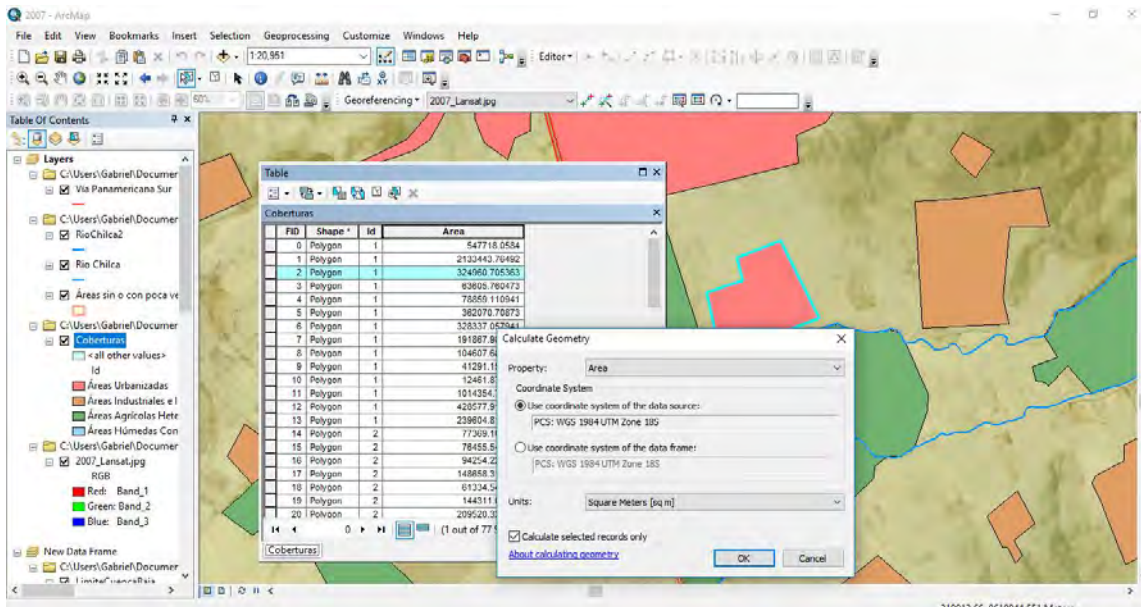 2007 - ArcMap
File Edit View Bookmarks Insert Selection Geoprocessing Customize Windows Help
1:20,951
Editor
60%
Georeferencing 2007_Lansat.jpg
Table Of Contents
Layers
C:\Users\Gabriel\Documer
Via Panamericana Sur
C:\Users\Gabriel\Documer
RioChilca2
Rio Chilca
Áreas sin o con poca ve
C:\Users\Gabriel\Documer
Coberturas
<all other values>
Id
Áreas Urbanizadas
Áreas Industriales e I
Áreas Agrícolas Hete
Áreas Húmedas Con
C:\Users\Gabriel\Documer
2007_Lansat.jpg
RGB
Red: Band_1
Green: Band_2
Blue: Band_3
New Data Frame
C:\Users\Gabriel\Documer
LimiteCuencaBaja
Table
Coberturas
FID Shape * Id Area
0 Polygon 1 547718.0584
1 Polygon 1 2133443.76492
2 Polygon 1 324960.705363
3 Polygon 1 63605.760473
4 Polygon 1 78859.110941
5 Polygon 1 362070.70873
6 Polygon 1 328337.057941
7 Polygon 1
8 Polygon 1
9 Polygon 1
10 Polygon 1
11 Polygon 1
12 Polygon 1
13 Polygon 1
14 Polygon 2
15 Polygon 2
16 Polygon 2
17 Polygon 2
18 Polygon 2
19 Polygon 2
20 Polygon 2
0 (1 out of 77
Coberturas
Calculate Geometry
Property: Area
Coordinate System
Use coordinate system of the data source:
PCS: WGS 1984 UTM Zone 18S
Use coordinate system of the data frame:
PCS: WGS 1984 UTM Zone 18S
Units: Square Meters [sq m]
Calculate selected records only
About calculating geometry
OK Cancel